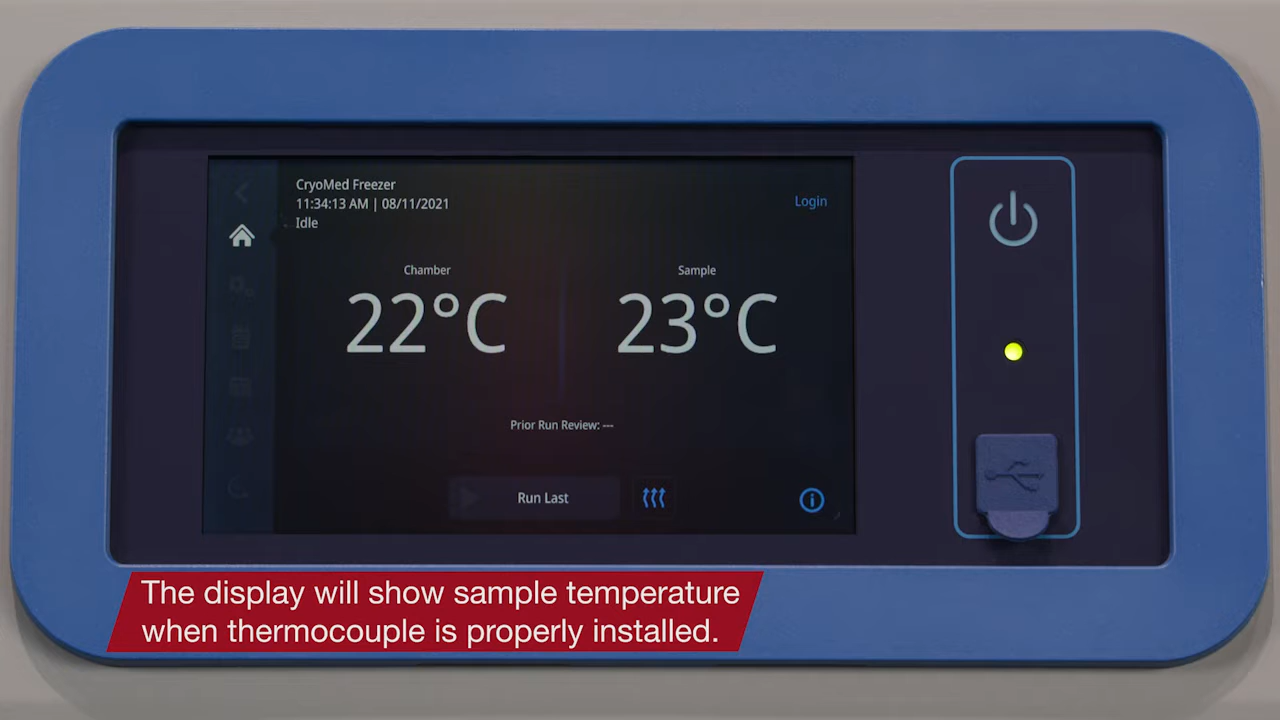 CryoMed Freezer
11:34:13 AM | 08/11/2021
Idle
Login
Chamber
Sample
22°C
23°C
Prior Run Review: ---
Run Last
The display will show sample temperature
when thermocouple is properly installed.